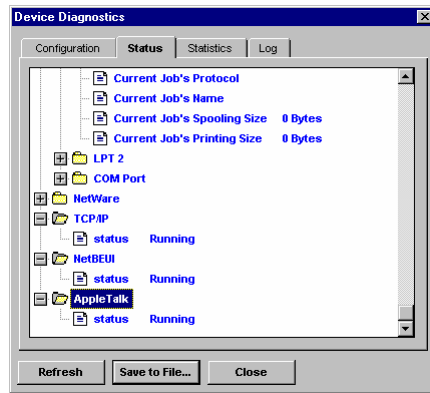 Device Diagnostics
Configuration Status Statistics Log
Current Job's Protocol
Current Job's Name
Current Job's Spooling Size 0 Bytes
Current Job's Printing Size 0 Bytes
LPT 2
COM Port
NetWare
TCP/IP
status Running
NetBEUI
status Running
AppleTalk
status Running
Refresh Save to File... Close